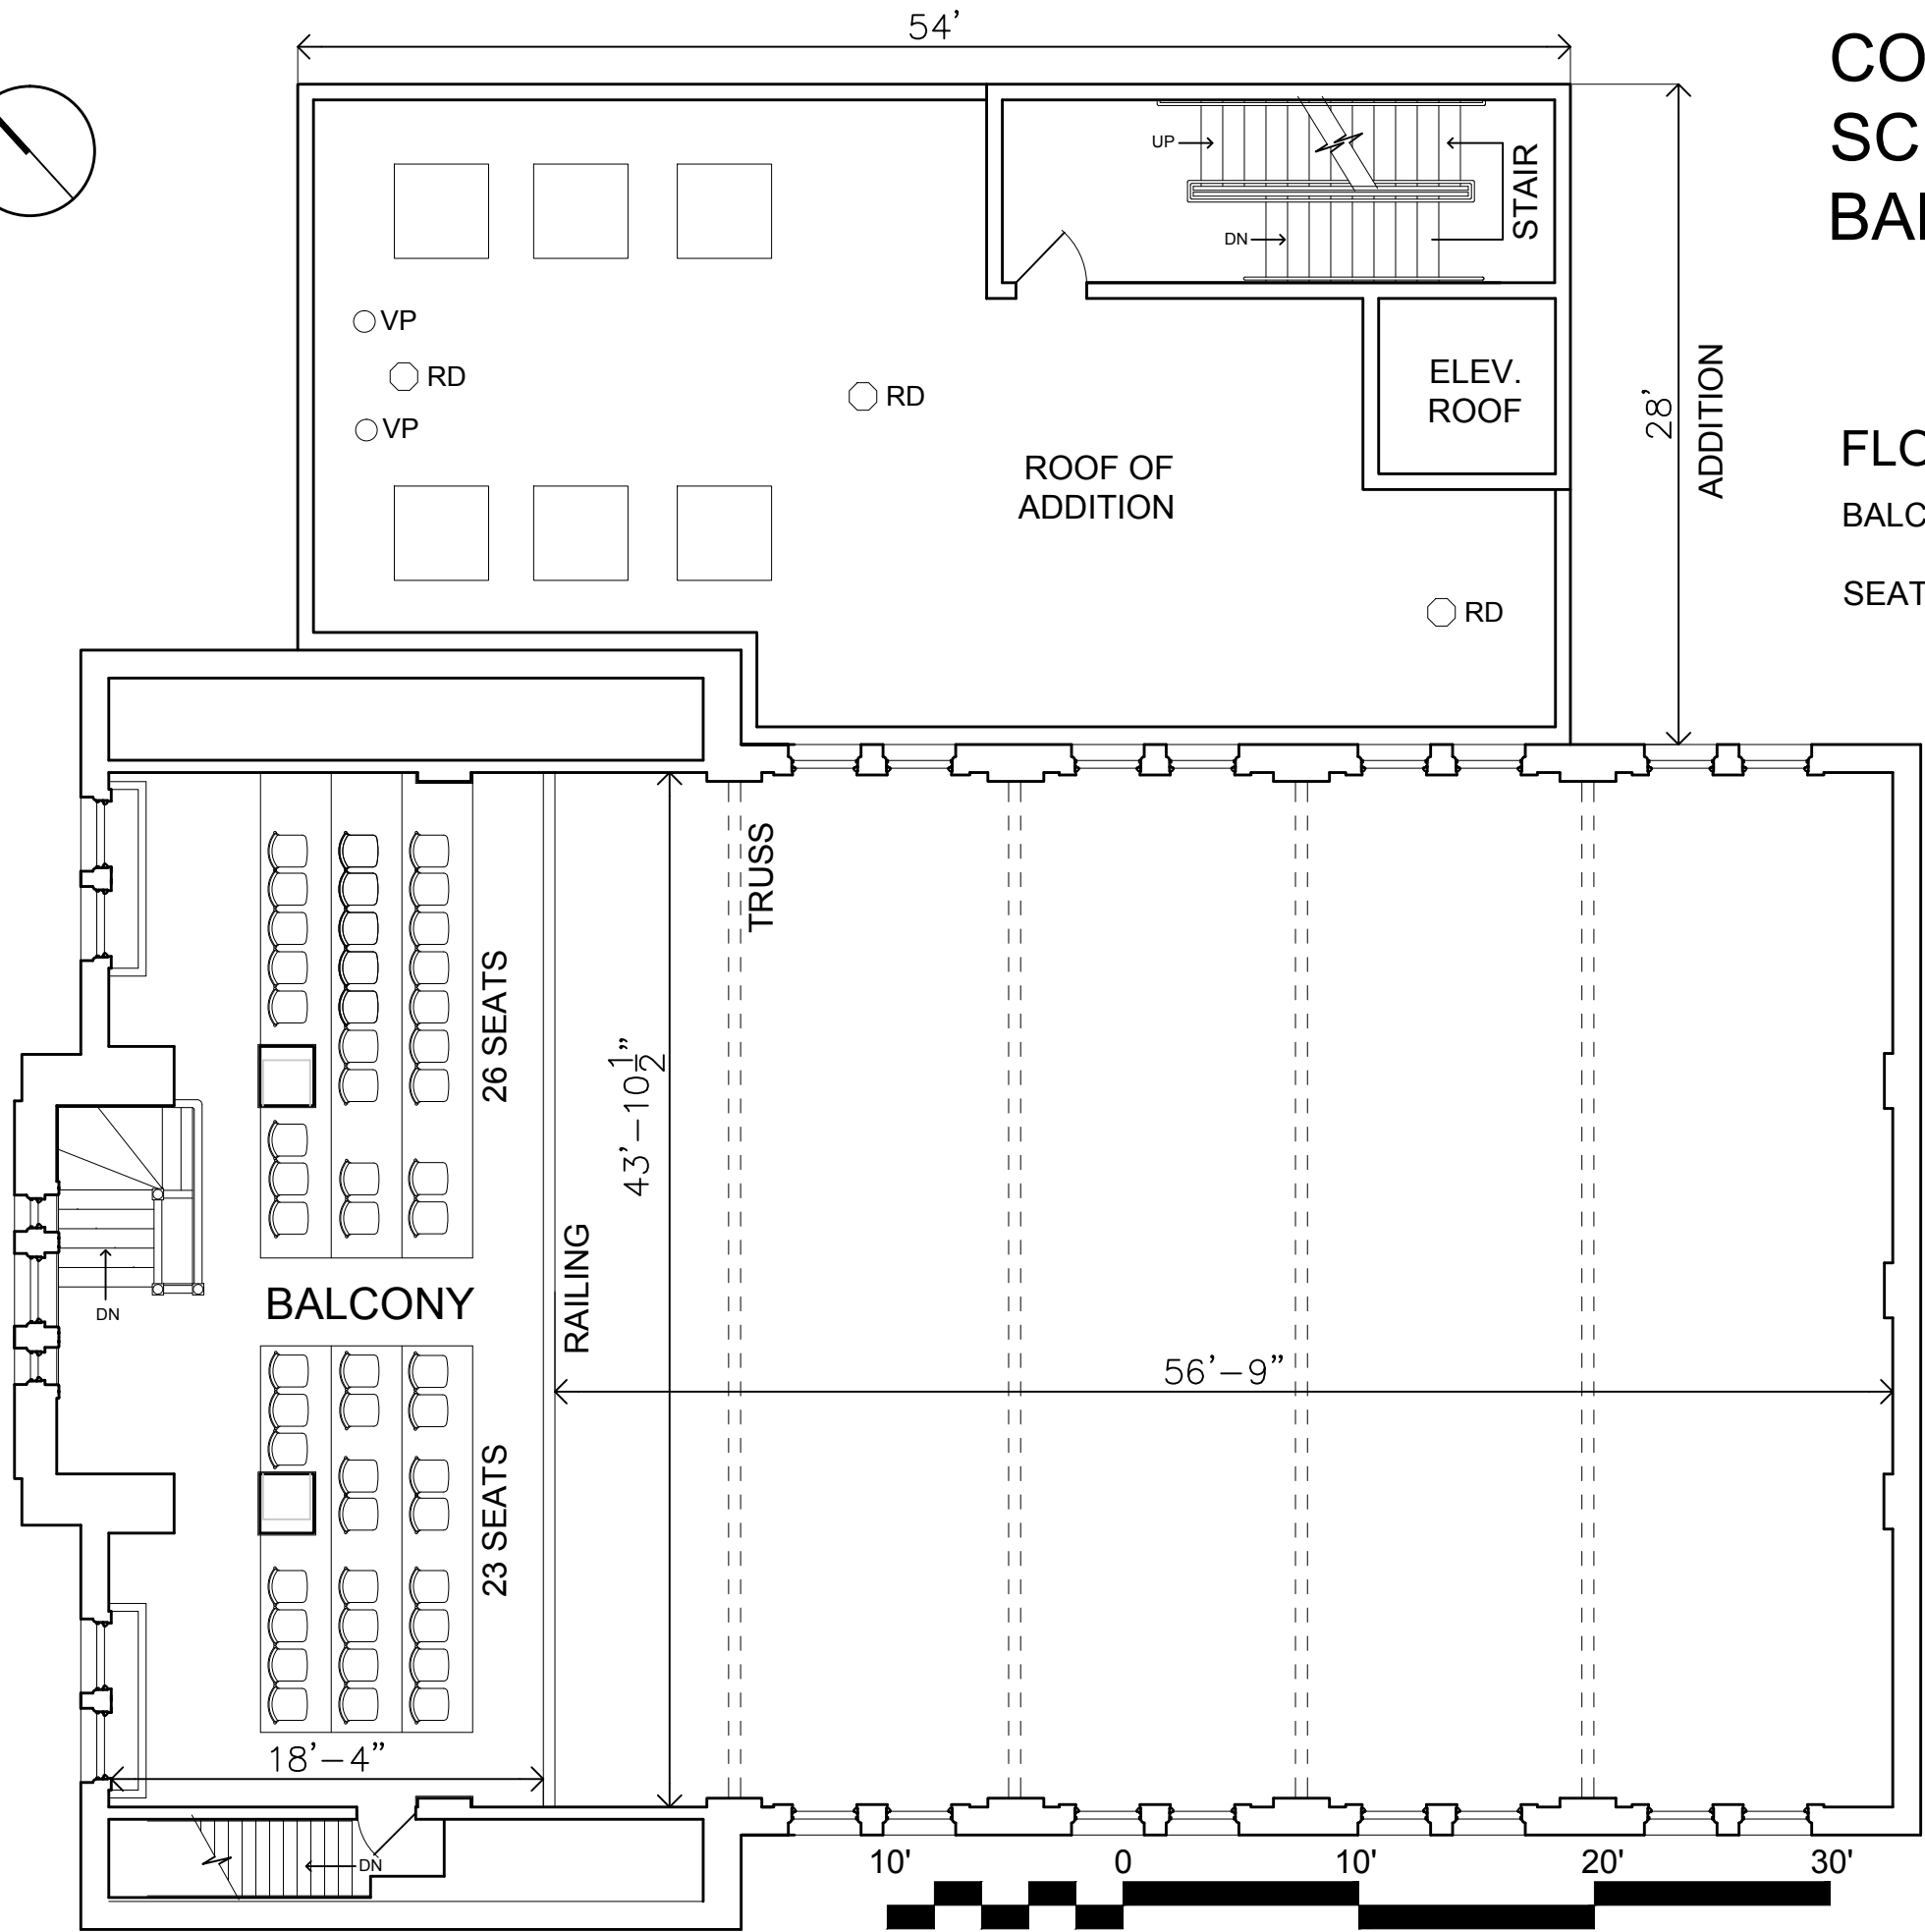 54'
CO
SC
UP
STAIR
DN
VP
RD
VP
RD
ELEV.
ROOF
28'
ADDITION
FLO
BALC
ROOF OF
ADDITION
SEAT
RD
TRUSS
26 SEATS
43'-10 1/2"
RAILING
BALCONY
DN
56'-9"
23 SEATS
18'-4"
DN
10' 0 10' 20' 30'